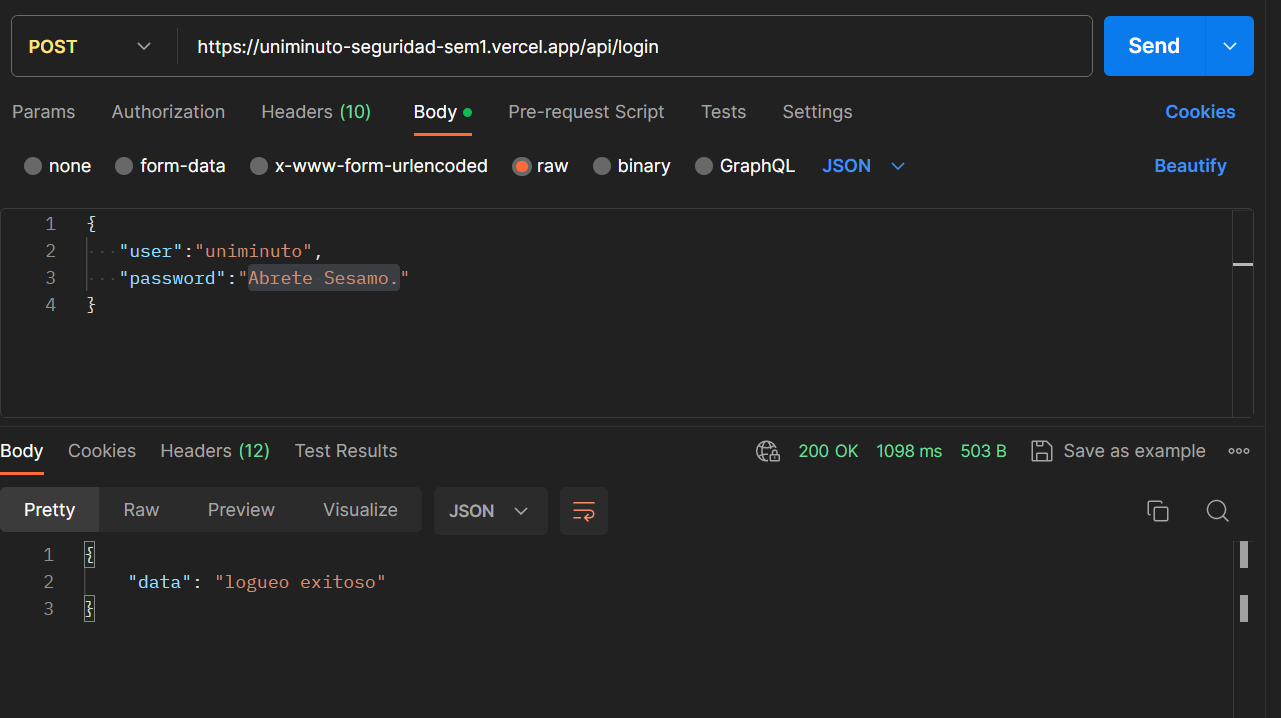 POST https://uniminuto-seguridad-sem1.vercel.app/api/login Send
Params Authorization Headers (10) Body Pre-request Script Tests Settings Cookies
none form-data x-www-form-urlencoded raw binary GraphQL JSON Beautify
1 {
2 "user":"uniminuto",
3 "password":"Abrete Sesamo."
4 }
Body Cookies Headers (12) Test Results 200 OK 1098 ms 503 B Save as example
Pretty Raw Preview Visualize JSON
1 {
2 "data": "logueo exitoso"
3 }